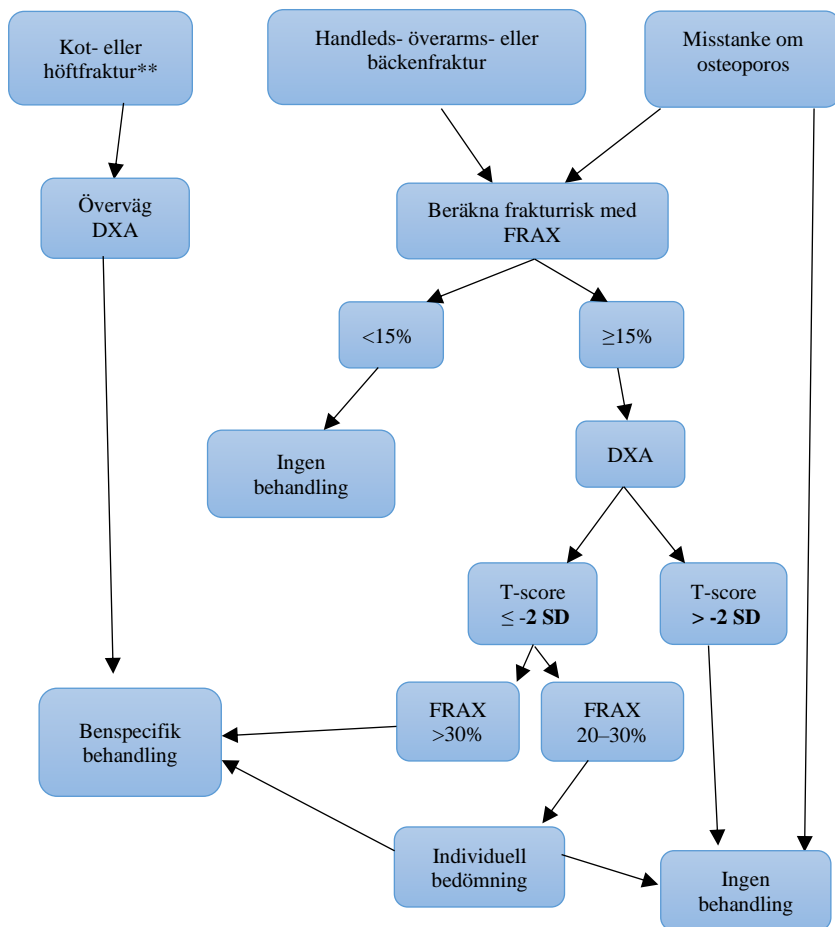 Kot- eller
höftfraktur**
Handleds- överarms- eller
bäckenfraktur
Misstanke om
osteoporos
Överväg
DXA
Beräkna frakturrisk med
FRAX
<15%
≥15%
Ingen
behandling
DXA
T-score
≤ -2 SD
T-score
> -2 SD
Benspecifik
behandling
FRAX
>30%
FRAX
20–30%
Individuell
bedömning
Ingen
behandling